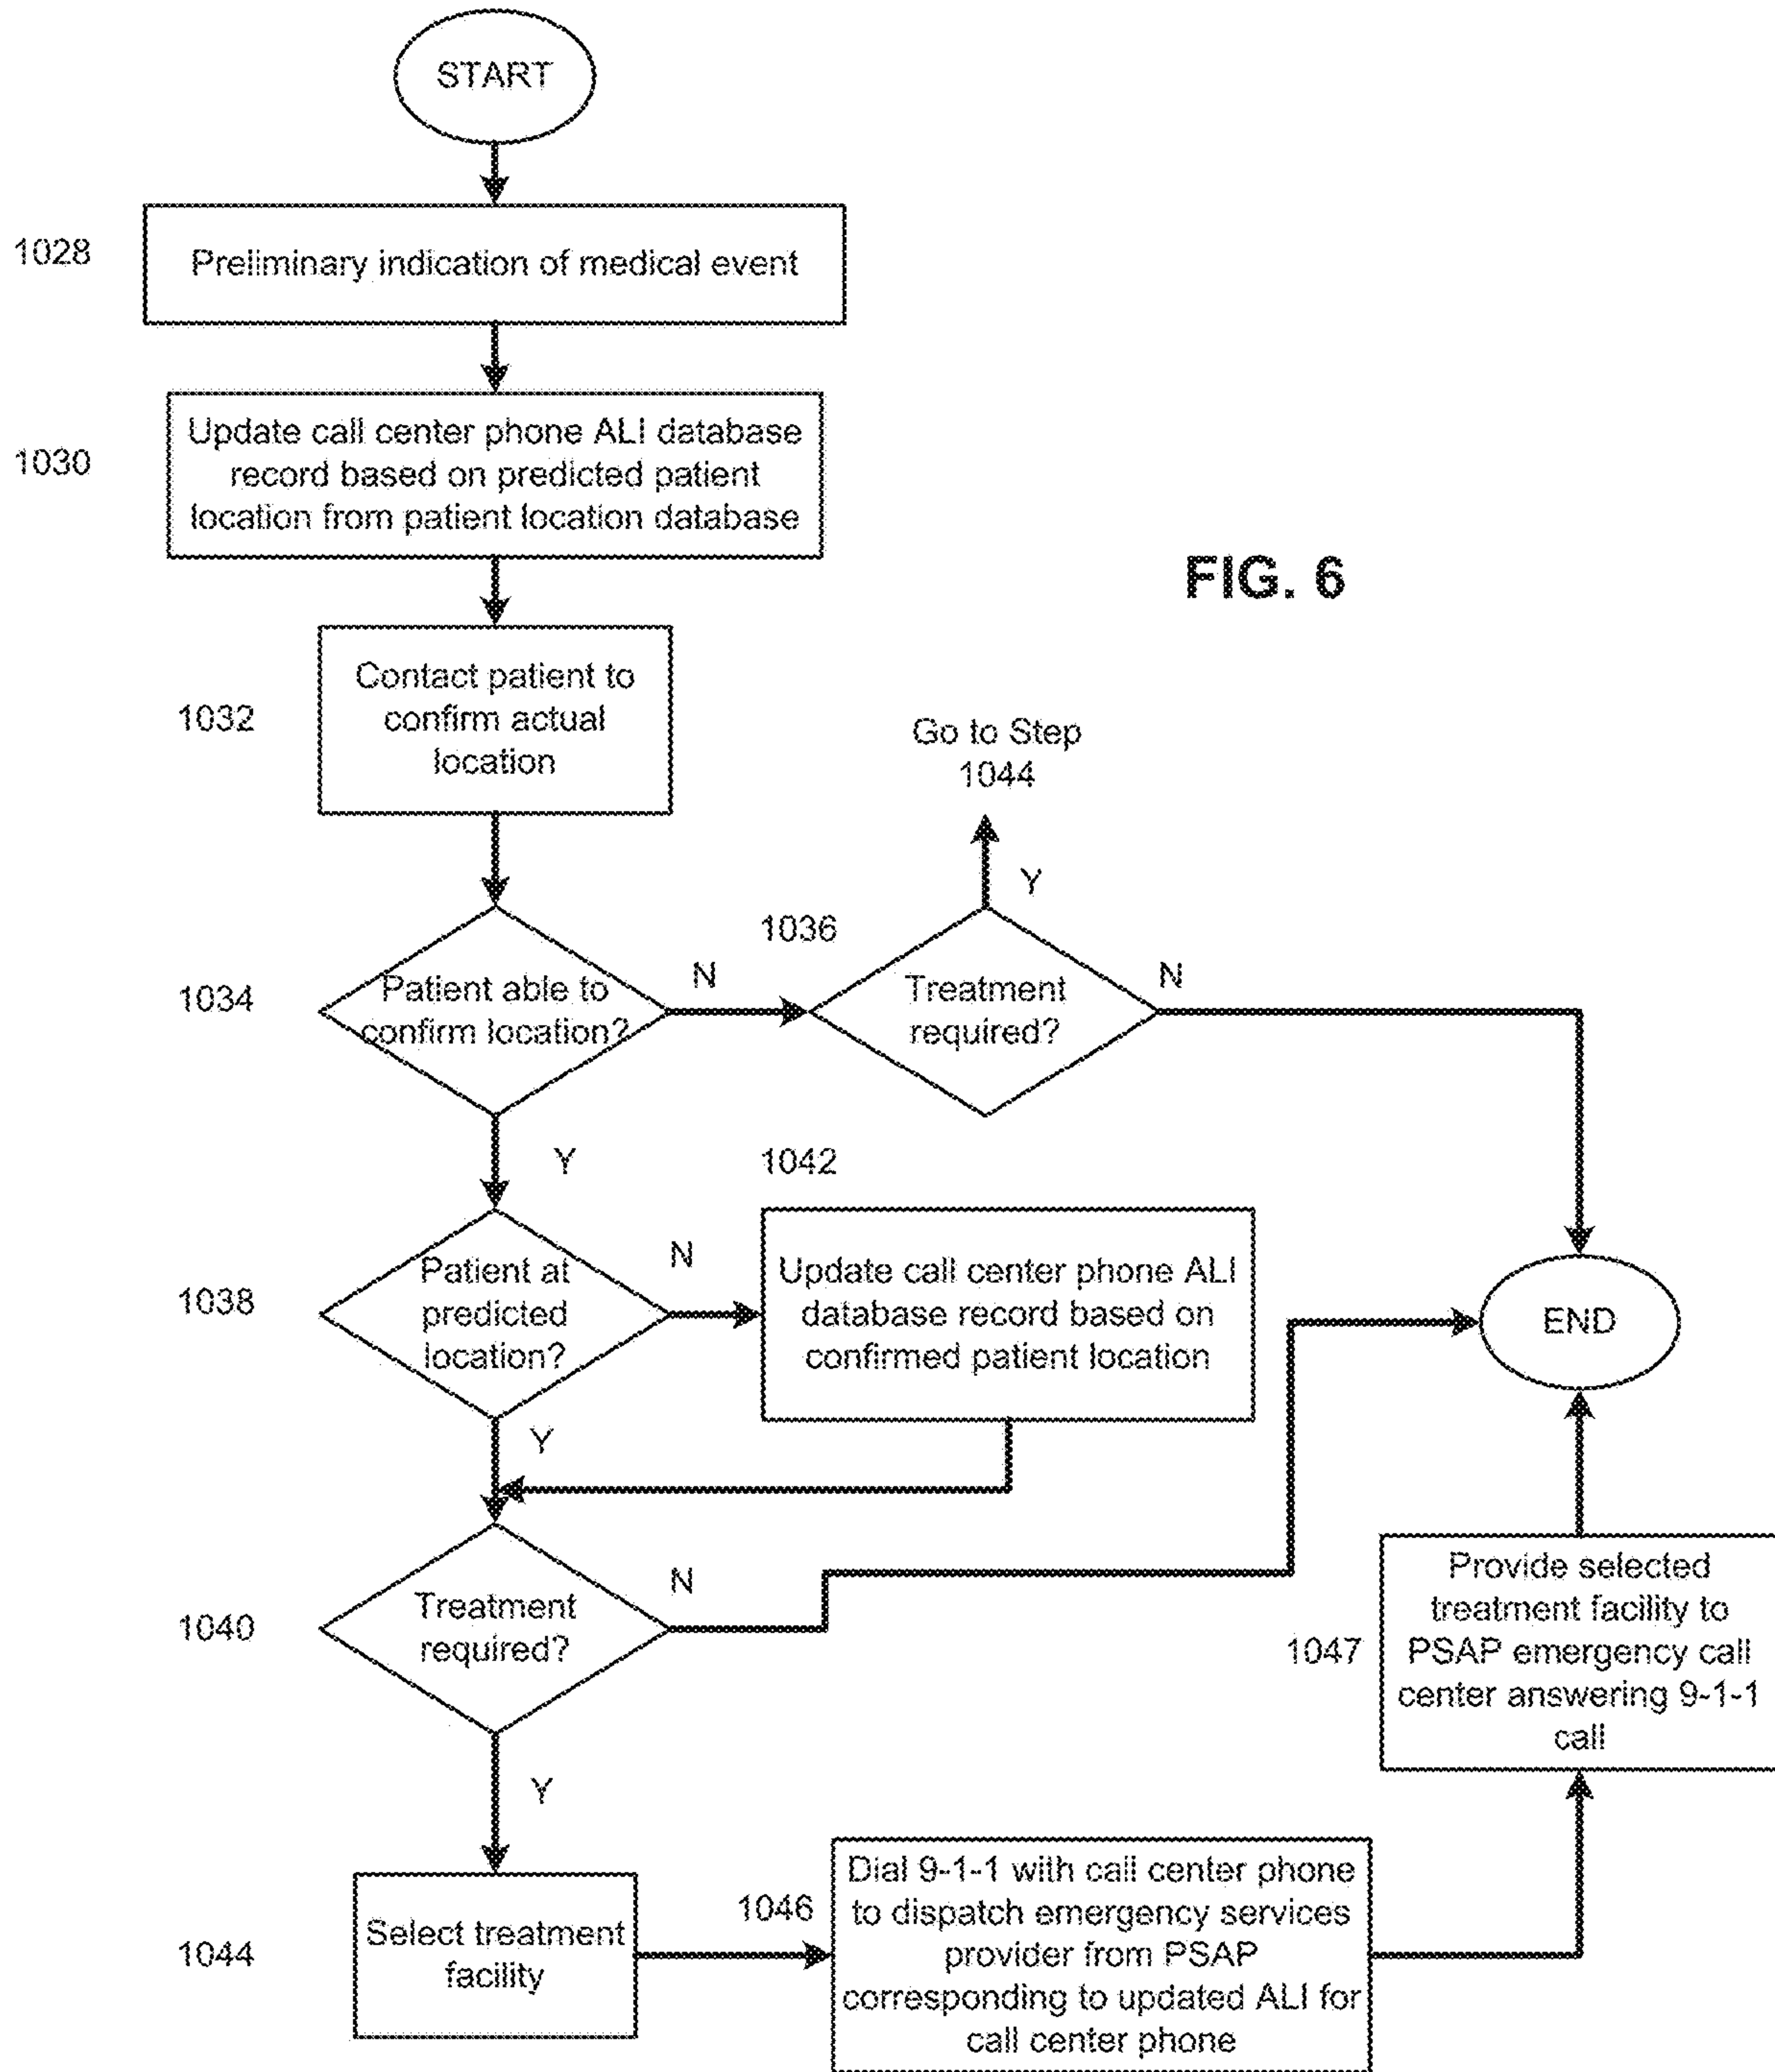 START
1028
Preliminary indication of medical event
1030
Update call center phone ALI database
record based on predicted patient
location from patient location database
FIG. 6
1032
Contact patient to
confirm actual
location
Go to Step
1044
Y
1034
Patient able to
confirm location?
N
1036
Treatment
required?
N
Y
1038
Patient at
predicted
location?
N
1042
Update call center phone ALI
database record based on
confirmed patient location
END
Y
1040
Treatment
required?
N
1047
Provide selected
treatment facility to
PSAP emergency call
center answering 9-1-1
call
Y
1044
Select treatment
facility
1046
Dial 9-1-1 with call center phone
to dispatch emergency services
provider from PSAP
corresponding to updated ALI for
call center phone